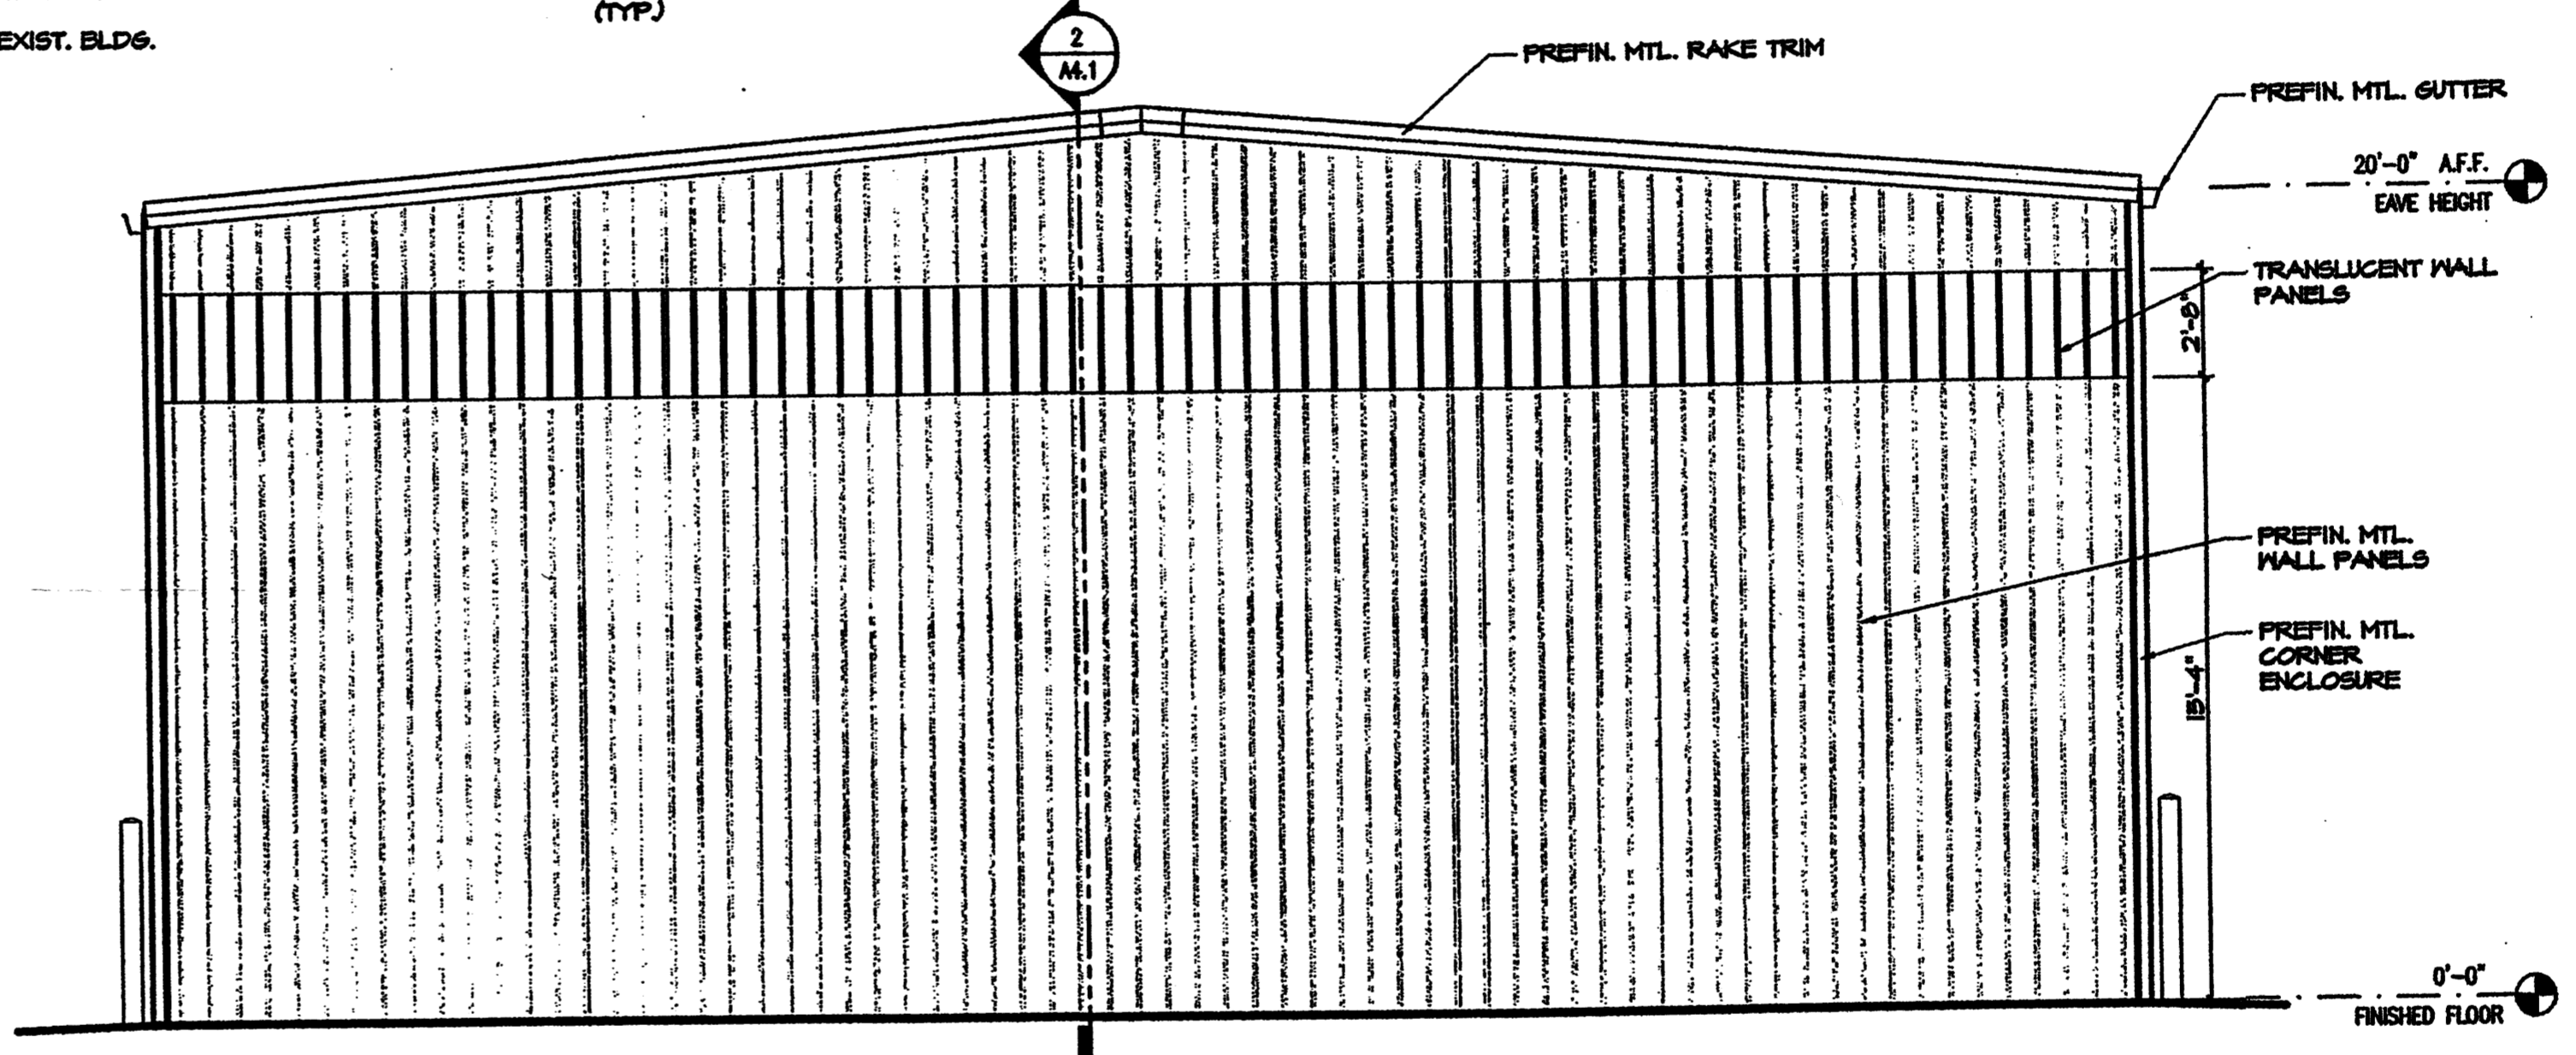 (TYP.)
EXIST. BLDG.
2
A4.1
PREFIN. MTL. RAKE TRIM
PREFIN. MTL. GUTTER
20'-0" A.F.F.
EAVE HEIGHT
TRANSLUCENT WALL
PANELS
2'-8"
PREFIN. MTL.
WALL PANELS
PREFIN. MTL.
CORNER
ENCLOSURE
15'-4"
0'-0"
FINISHED FLOOR